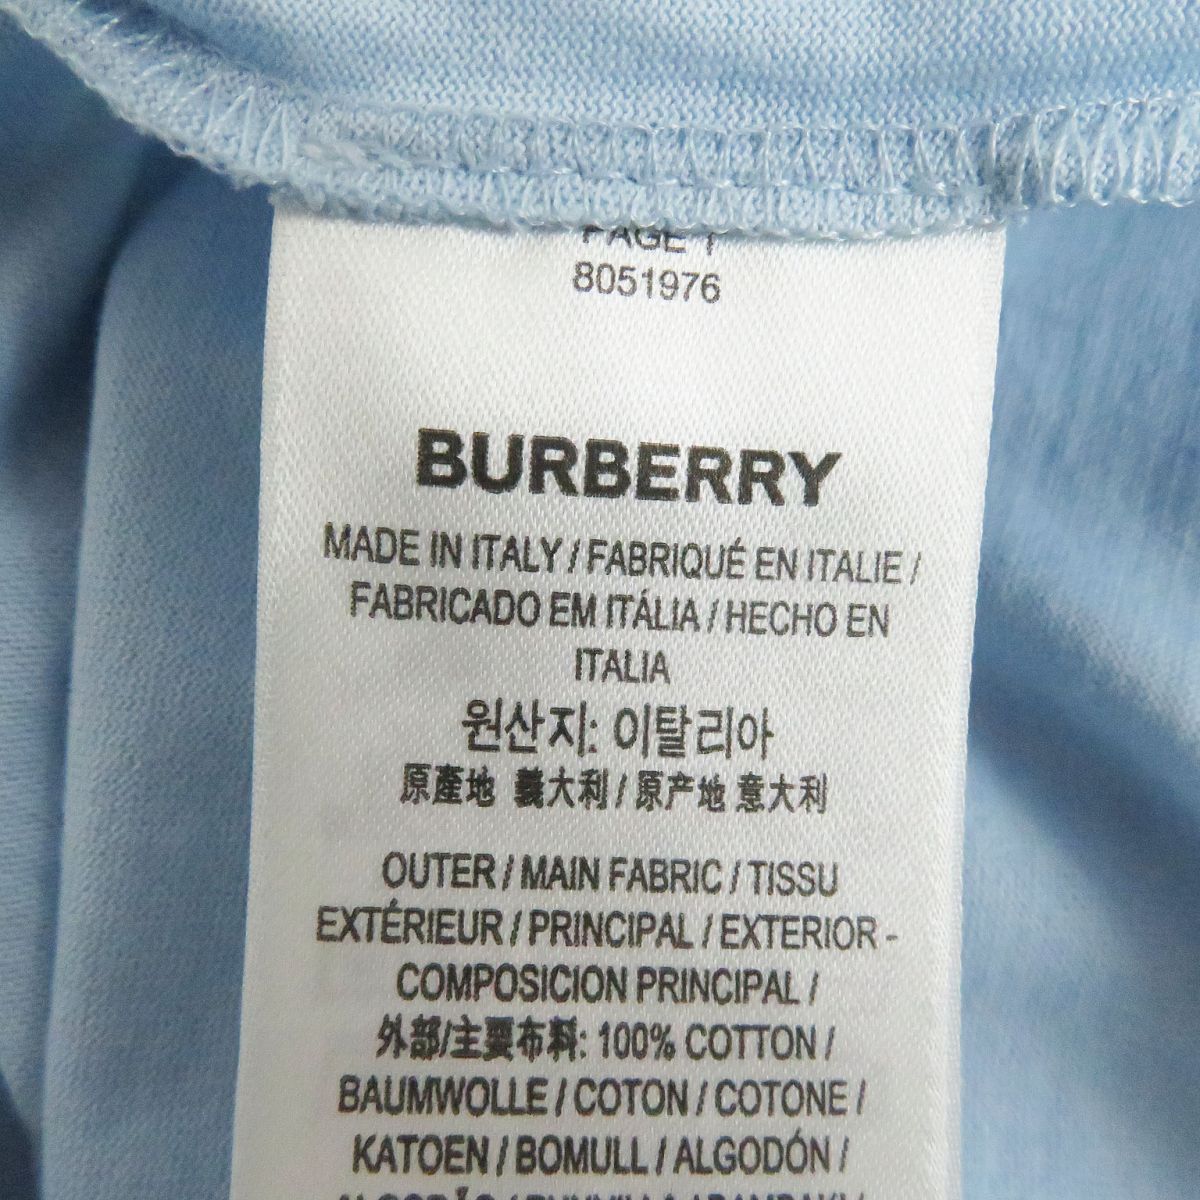 PAGE 1
8051976
BURBERRY
MADE IN ITALY / FABRIQUÉ EN ITALIE /
FABRICADO EM ITÁLIA / HECHO EN
ITALIA
원산지: 이탈리아
原產地 義大利 / 原产地 意大利
OUTER / MAIN FABRIC / TISSU
EXTÉRIEUR / PRINCIPAL / EXTERIOR -
COMPOSICION PRINCIPAL /
外部/主要布料: 100% COTTON /
BAUMWOLLE / COTON / COTONE /
KATOEN / BOMULL / ALGODÓN /